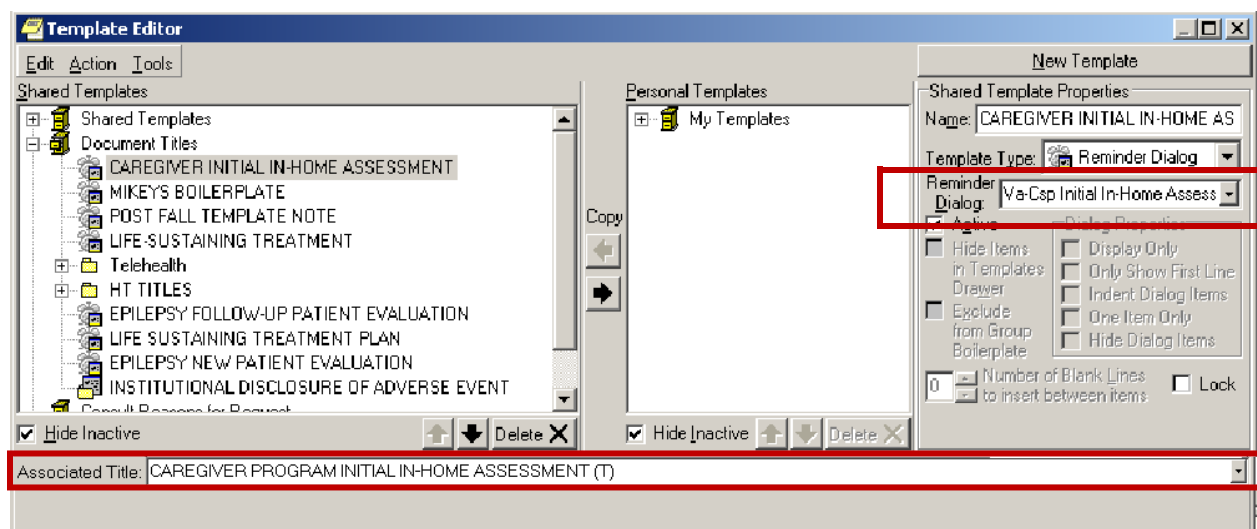 Template Editor
Edit Action Tools
New Template
Shared Templates
Shared Templates
Document Titles
CAREGIVER INITIAL IN-HOME ASSESSMENT
MIKEYS BOILERPLATE
POST FALL TEMPLATE NOTE
LIFE-SUSTAINING TREATMENT
Telehealth
HT TITLES
EPILEPSY FOLLOW-UP PATIENT EVALUATION
LIFE SUSTAINING TREATMENT PLAN
EPILEPSY NEW PATIENT EVALUATION
INSTITUTIONAL DISCLOSURE OF ADVERSE EVENT
Consult Reasons for Request
Hide Inactive
Delete
Copy
Personal Templates
My Templates
Hide Inactive
Delete
Shared Template Properties
Name: CAREGIVER INITIAL IN-HOME AS
Template Type: Reminder Dialog
Reminder
Dialog: Va-Csp Initial In-Home Assess
Active
Hide Items
in Templates
Drawer
Exclude
from Group
Boilerplate
Dialog Properties
Display Only
Only Show First Line
Indent Dialog Items
One Item Only
Hide Dialog Items
0 Number of Blank Lines
to insert between items
Lock
Associated Title: CAREGIVER PROGRAM INITIAL IN-HOME ASSESSMENT (T)